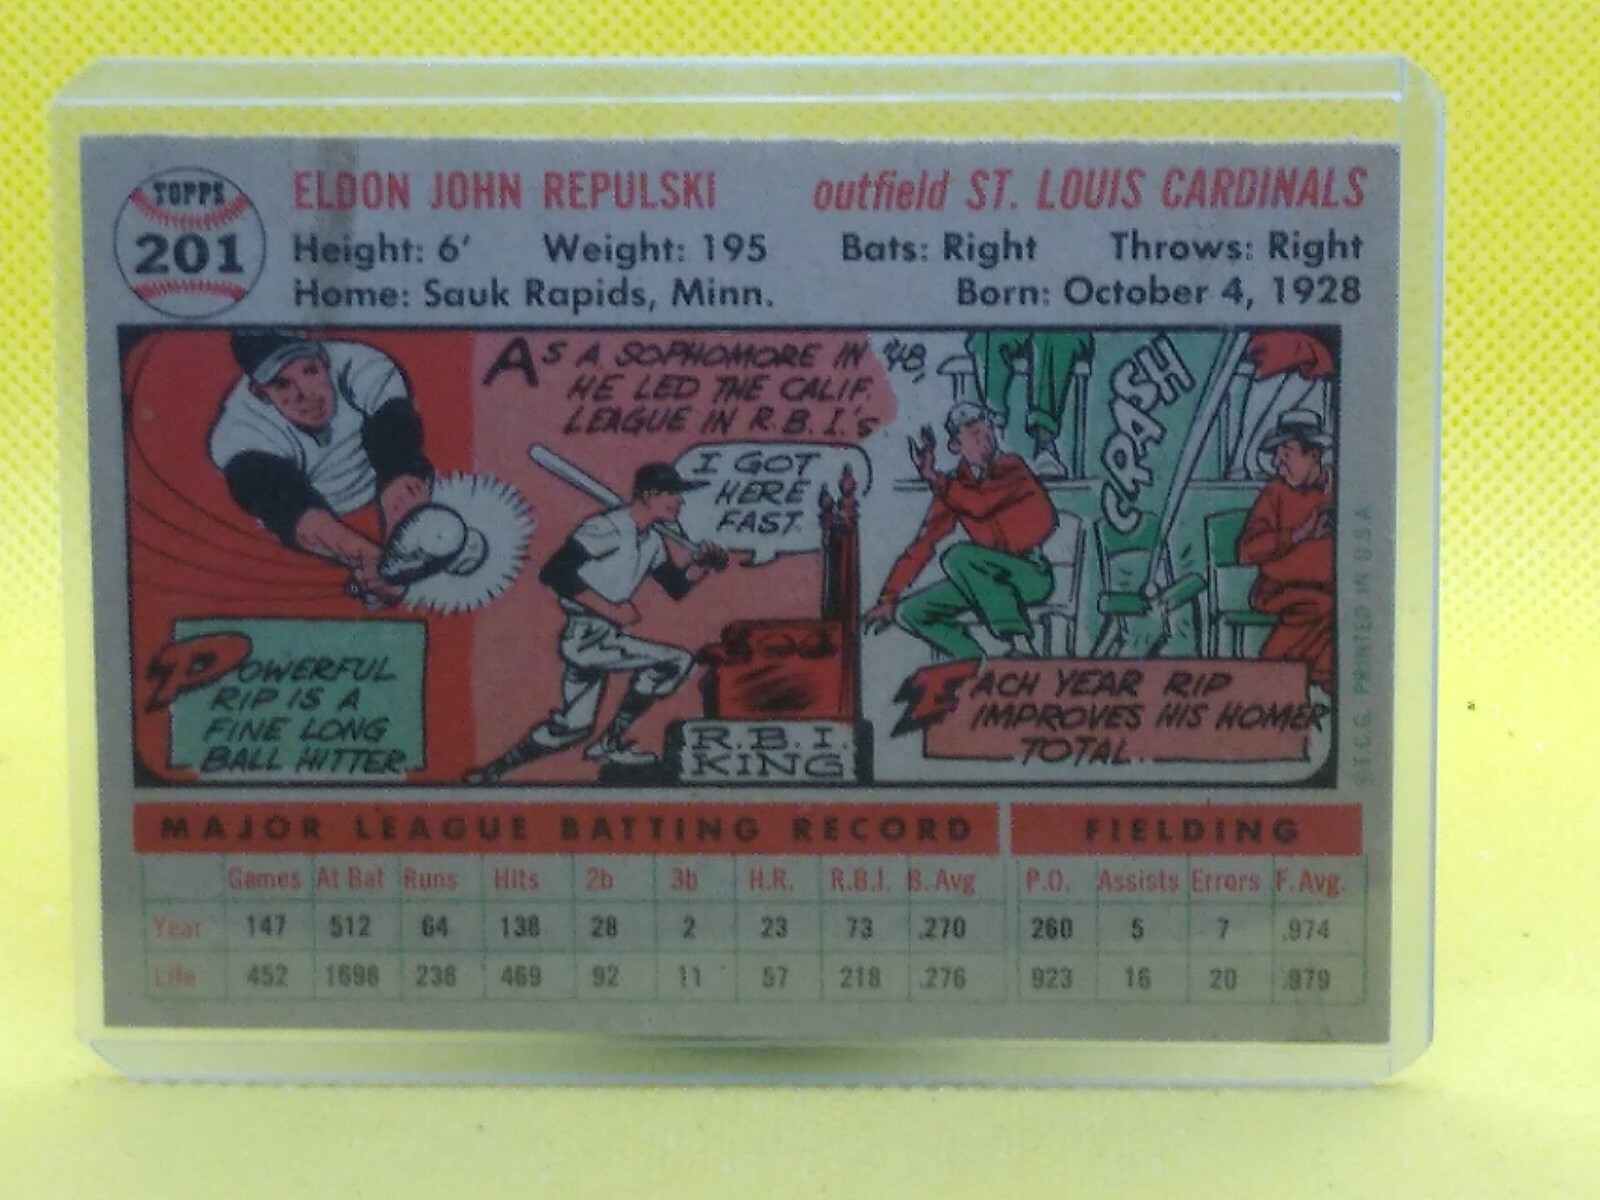 TOPPS
201
ELDON JOHN REPULSKI
outfield ST. LOUIS CARDINALS
Height: 6' Weight: 195 Bats: Right Throws: Right
Home: Sauk Rapids, Minn. Born: October 4, 1928
POWERFUL
RIP IS A
FINE LONG
BALL HITTER
AS A SOPHOMORE IN '48,
HE LED THE CALIF.
LEAGUE IN R.B.I.'s
I GOT
HERE
FAST.
R.B.I.
KING
CRASH
EACH YEAR RIP
IMPROVES HIS HOMER
TOTAL.
©T.C.G. PRINTED IN U.S.A.
MAJOR LEAGUE BATTING RECORD FIELDING
Games At Bat Runs Hits 2b 3b H.R. R.B.I. B. Avg P.O. Assists Errors F. Avg.
Year 147 512 64 138 28 2 23 73 .270 260 5 7 .974
Life 452 1698 238 469 92 11 57 218 .276 923 16 20 .979